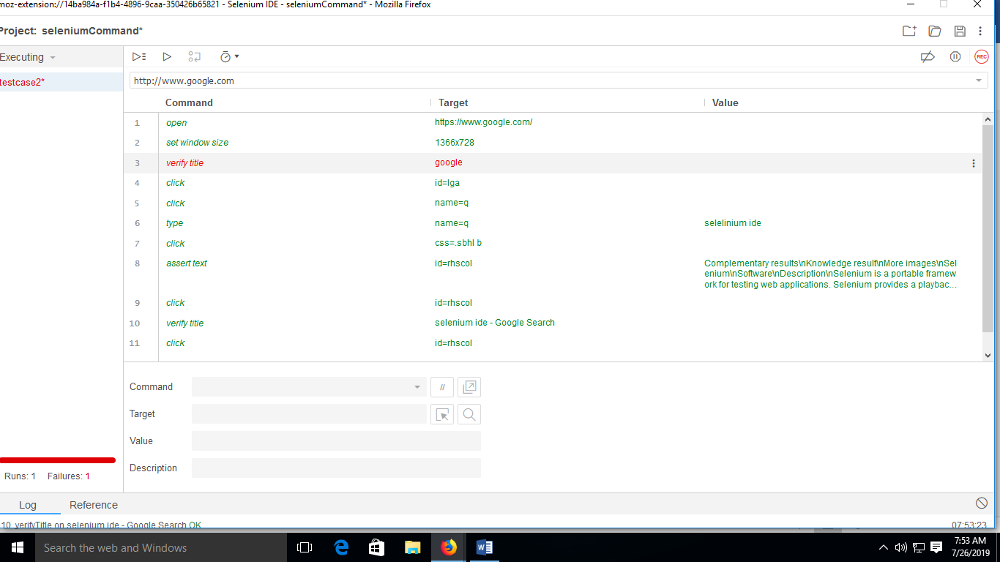 moz-extension://14ba984a-f1b4-4896-9caa-350426b65821 - Selenium IDE - seleniumCommand* - Mozilla Firefox
Project: seleniumCommand*
Executing
testcase2*
REC
http://www.google.com
Command Target Value
1 open https://www.google.com/
2 set window size 1366x728
3 verify title google
4 click id=lga
5 click name=q
6 type name=q selelinium ide
7 click css=.sbhl b
8 assert text id=rhscol Complementary results\nKnowledge result\nMore images\nSel
enium\nSoftware\nDescription\nSelenium is a portable framew
ork for testing web applications. Selenium provides a playbac...
9 click id=rhscol
10 verify title selenium ide - Google Search
11 click id=rhscol
Command //
Target
Value
Description
Runs: 1 Failures: 1
Log Reference
10 verifyTitle on selenium ide - Google Search OK 07:53:23
Search the web and Windows
7:53 AM
7/26/2019